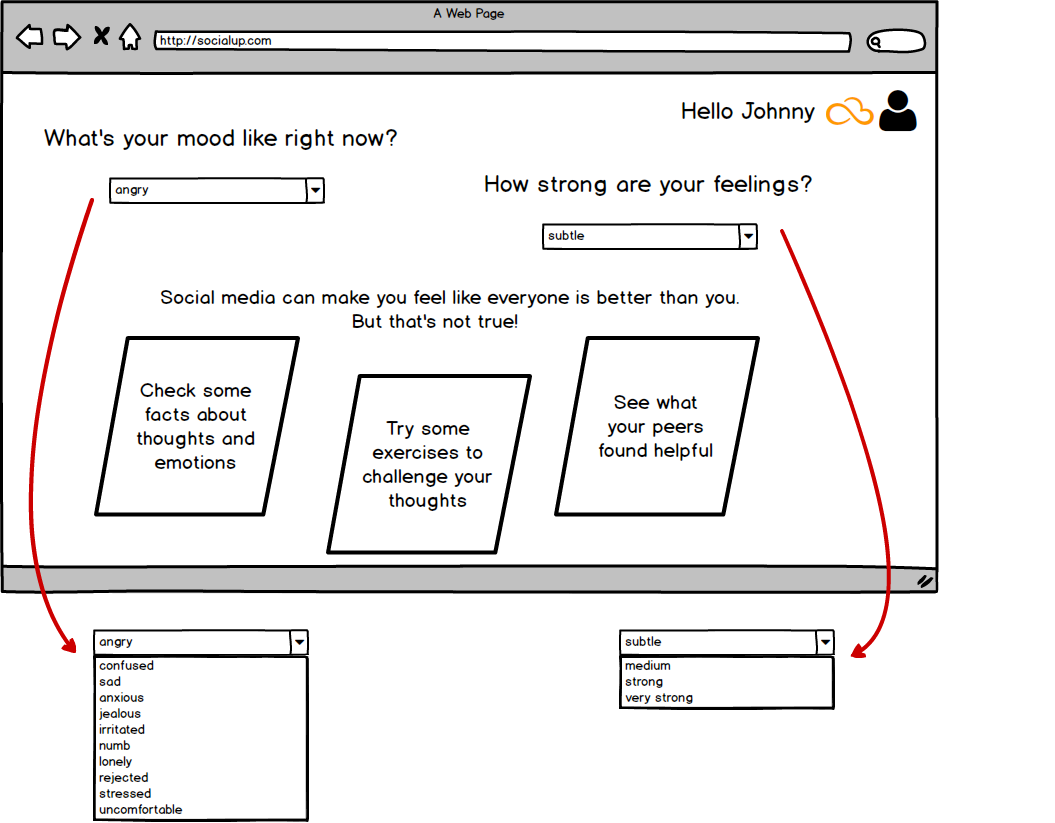 A Web Page
http://socialup.com
Hello Johnny
What's your mood like right now?
angry
How strong are your feelings?
subtle
Social media can make you feel like everyone is better than you.
But that's not true!
Check some
facts about
thoughts and
emotions
Try some
exercises to
challenge your
thoughts
See what
your peers
found helpful
angry
confused
sad
anxious
jealous
irritated
numb
lonely
rejected
stressed
uncomfortable
subtle
medium
strong
very strong